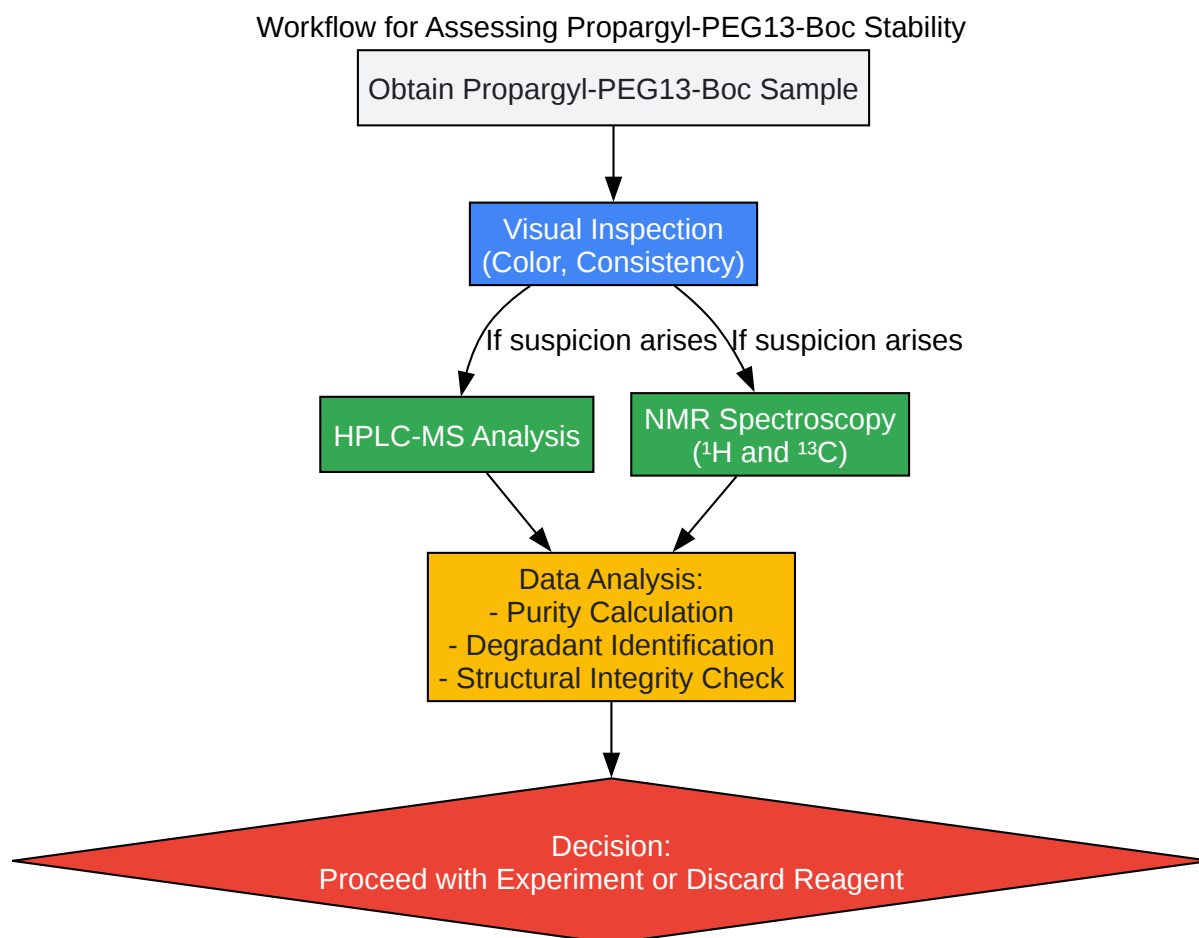 Workflow for Assessing Propargyl-PEG13-Boc Stability
Obtain Propargyl-PEG13-Boc Sample
Visual Inspection
(Color, Consistency)
If suspicion arises
If suspicion arises
HPLC-MS Analysis
NMR Spectroscopy
(¹H and ¹³C)
Data Analysis:
- Purity Calculation
- Degradant Identification
- Structural Integrity Check
Decision:
Proceed with Experiment or Discard Reagent